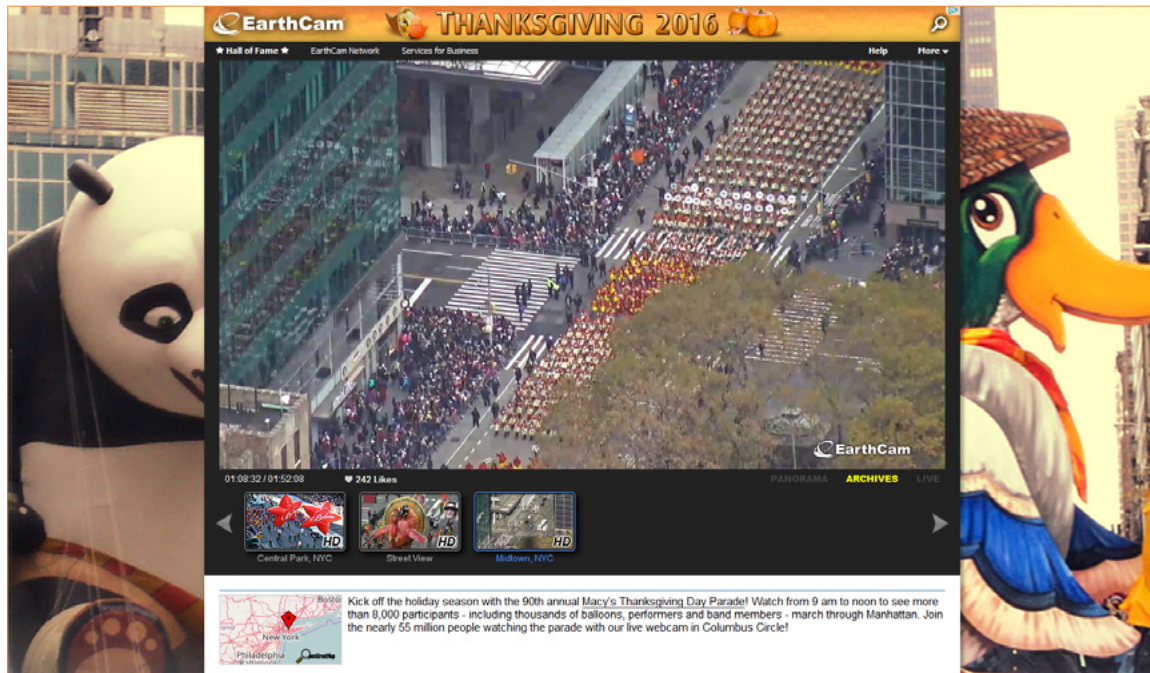 EarthCam
THANKSGIVING 2016
★ Hall of Fame ★ EarthCam Network Services for Business Help More
EarthCam
01:08:32 / 01:52:08 242 Likes PANORAMA ARCHIVES LIVE
HD HD HD
Central Park, NYC Street View Midtown, NYC
Kick off the holiday season with the 90th annual Macy's Thanksgiving Day Parade! Watch from 9 am to noon to see more
than 8,000 participants - including thousands of balloons, performers and band members - march through Manhattan. Join
the nearly 55 million people watching the parade with our live webcam in Columbus Circle!
New York
Philadelphia